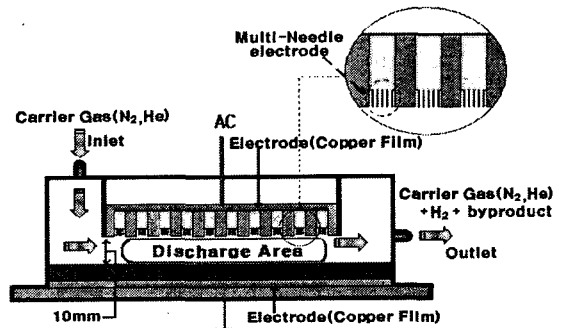 Multi-Needle
electrode
Carrier Gas(N2,He)
Inlet
AC
Electrode(Copper Film)
Carrier Gas(N2,He)
+H2+ byproduct
Outlet
Discharge Area
10mm
Electrode(Copper Film)